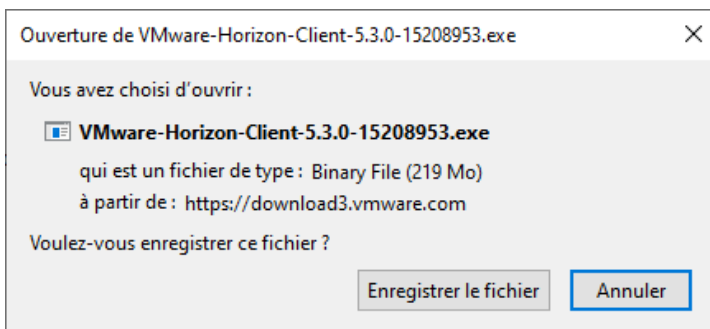 Ouverture de VMware-Horizon-Client-5.3.0-15208953.exe
Vous avez choisi d’ouvrir :
VMware-Horizon-Client-5.3.0-15208953.exe
qui est un fichier de type : Binary File (219 Mo)
à partir de : https://download3.vmware.com
Voulez-vous enregistrer ce fichier ?
Enregistrer le fichier Annuler